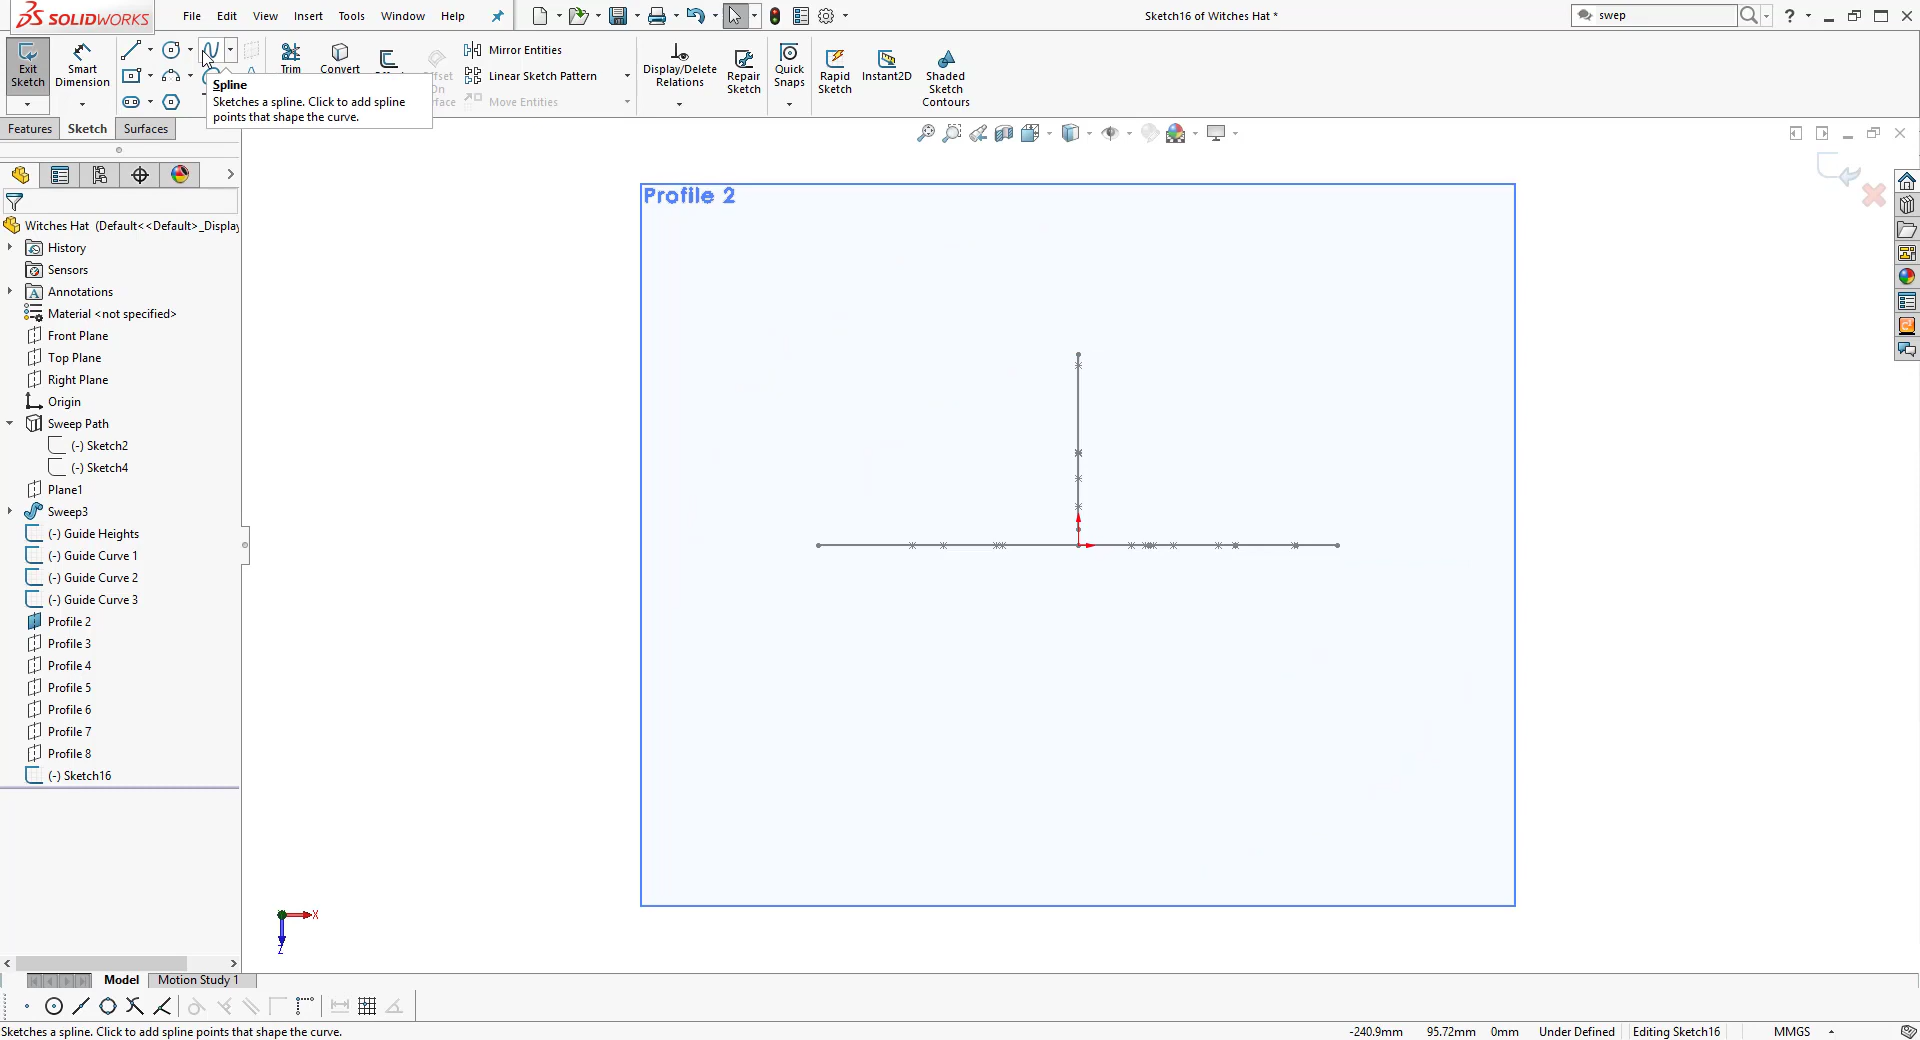 SOLIDWORKS
File Edit View Insert Tools Window Help
Sketch16 of Witches Hat *
swep
Exit Sketch
Smart Dimension
Trim
Convert
Mirror Entities
Linear Sketch Pattern
Move Entities
Display/Delete Relations
Repair Sketch
Quick Snaps
Rapid Sketch
Instant2D
Shaded Sketch Contours
Spline
Sketches a spline. Click to add spline
points that shape the curve.
Features Sketch Surfaces
Witches Hat (Default<<Default>_Display
History
Sensors
Annotations
Material <not specified>
Front Plane
Top Plane
Right Plane
Origin
Sweep Path
(-) Sketch2
(-) Sketch4
Plane1
Sweep3
(-) Guide Heights
(-) Guide Curve 1
(-) Guide Curve 2
(-) Guide Curve 3
Profile 2
Profile 3
Profile 4
Profile 5
Profile 6
Profile 7
Profile 8
(-) Sketch16
Profile 2
X
Z
Model Motion Study 1
Sketches a spline. Click to add spline points that shape the curve.
-240.9mm 95.72mm 0mm Under Defined Editing Sketch16 MMGS